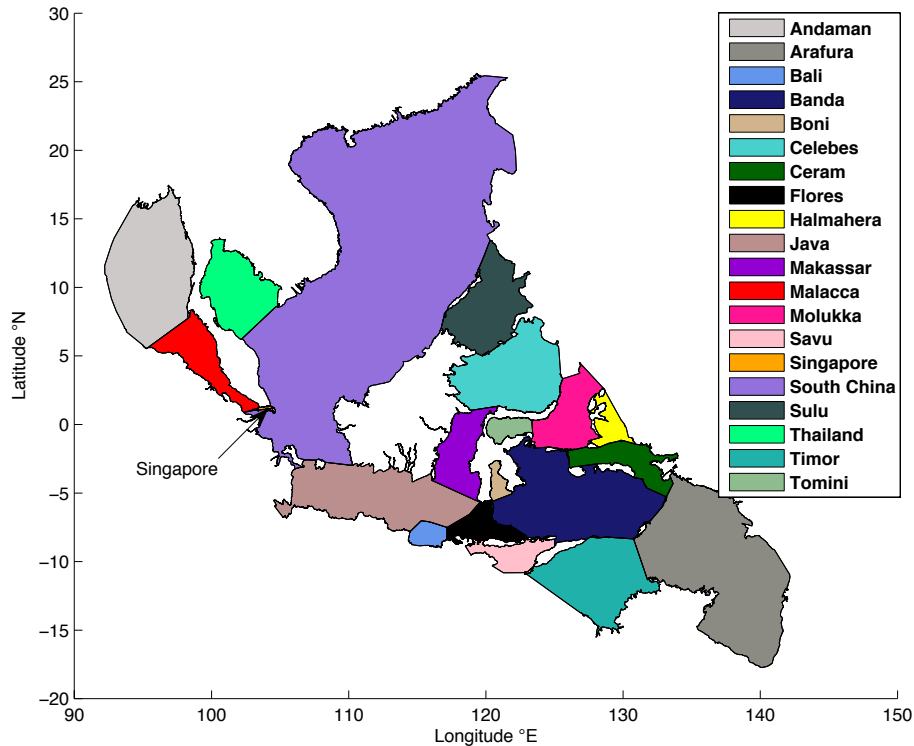 30
25
20
15
10
5
0
−5
−10
−15
−20
Latitude °N
90
100
110
120
130
140
150
Longitude °E
Singapore
Andaman
Arafura
Bali
Banda
Boni
Celebes
Ceram
Flores
Halmahera
Java
Makassar
Malacca
Molukka
Savu
Singapore
South China
Sulu
Thailand
Timor
Tomini